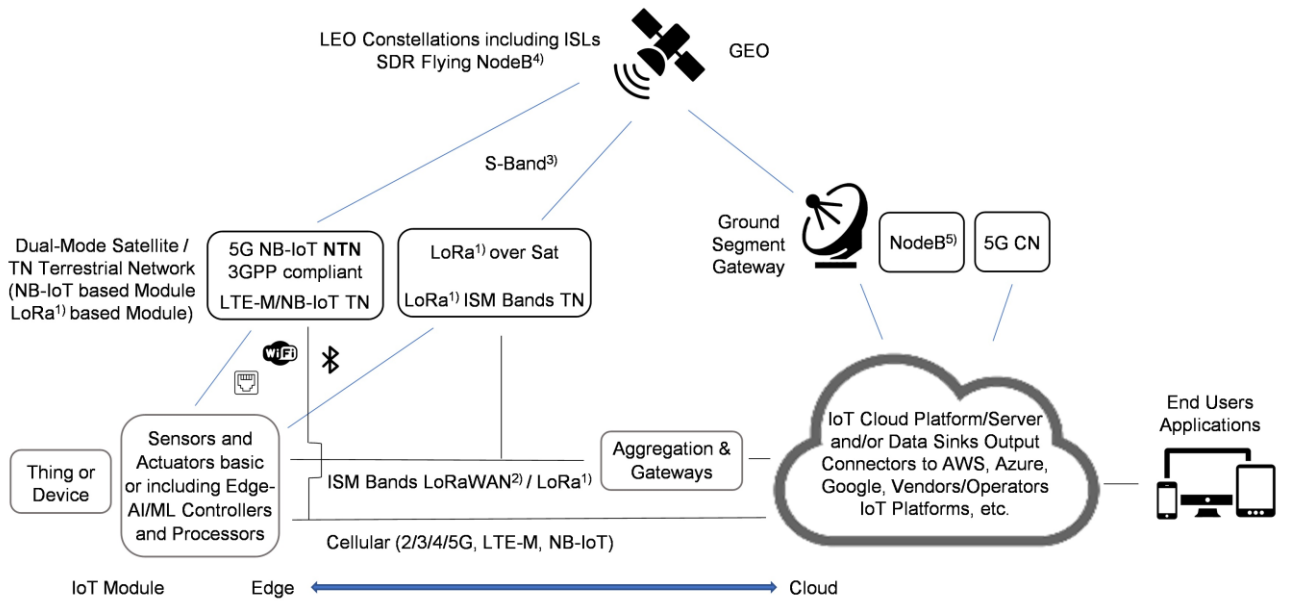 LEO Constellations including ISLs
SDR Flying NodeB4)
GEO
S-Band3)
Ground
Segment
Gateway
NodeB5)
5G CN
Dual-Mode Satellite /
TN Terrestrial Network
(NB-IoT based Module
LoRa1) based Module)
5G NB-IoT NTN
3GPP compliant
LTE-M/NB-IoT TN
LoRa1) over Sat
LoRa1) ISM Bands TN
WiFi
Thing or
Device
Sensors and
Actuators basic
or including Edge-
AI/ML Controllers
and Processors
Aggregation &
Gateways
ISM Bands LoRaWAN2) / LoRa1)
Cellular (2/3/4/5G, LTE-M, NB-IoT)
IoT Cloud Platform/Server
and/or Data Sinks Output
Connectors to AWS, Azure,
Google, Vendors/Operators
IoT Platforms, etc.
End Users
Applications
IoT Module
Edge
Cloud